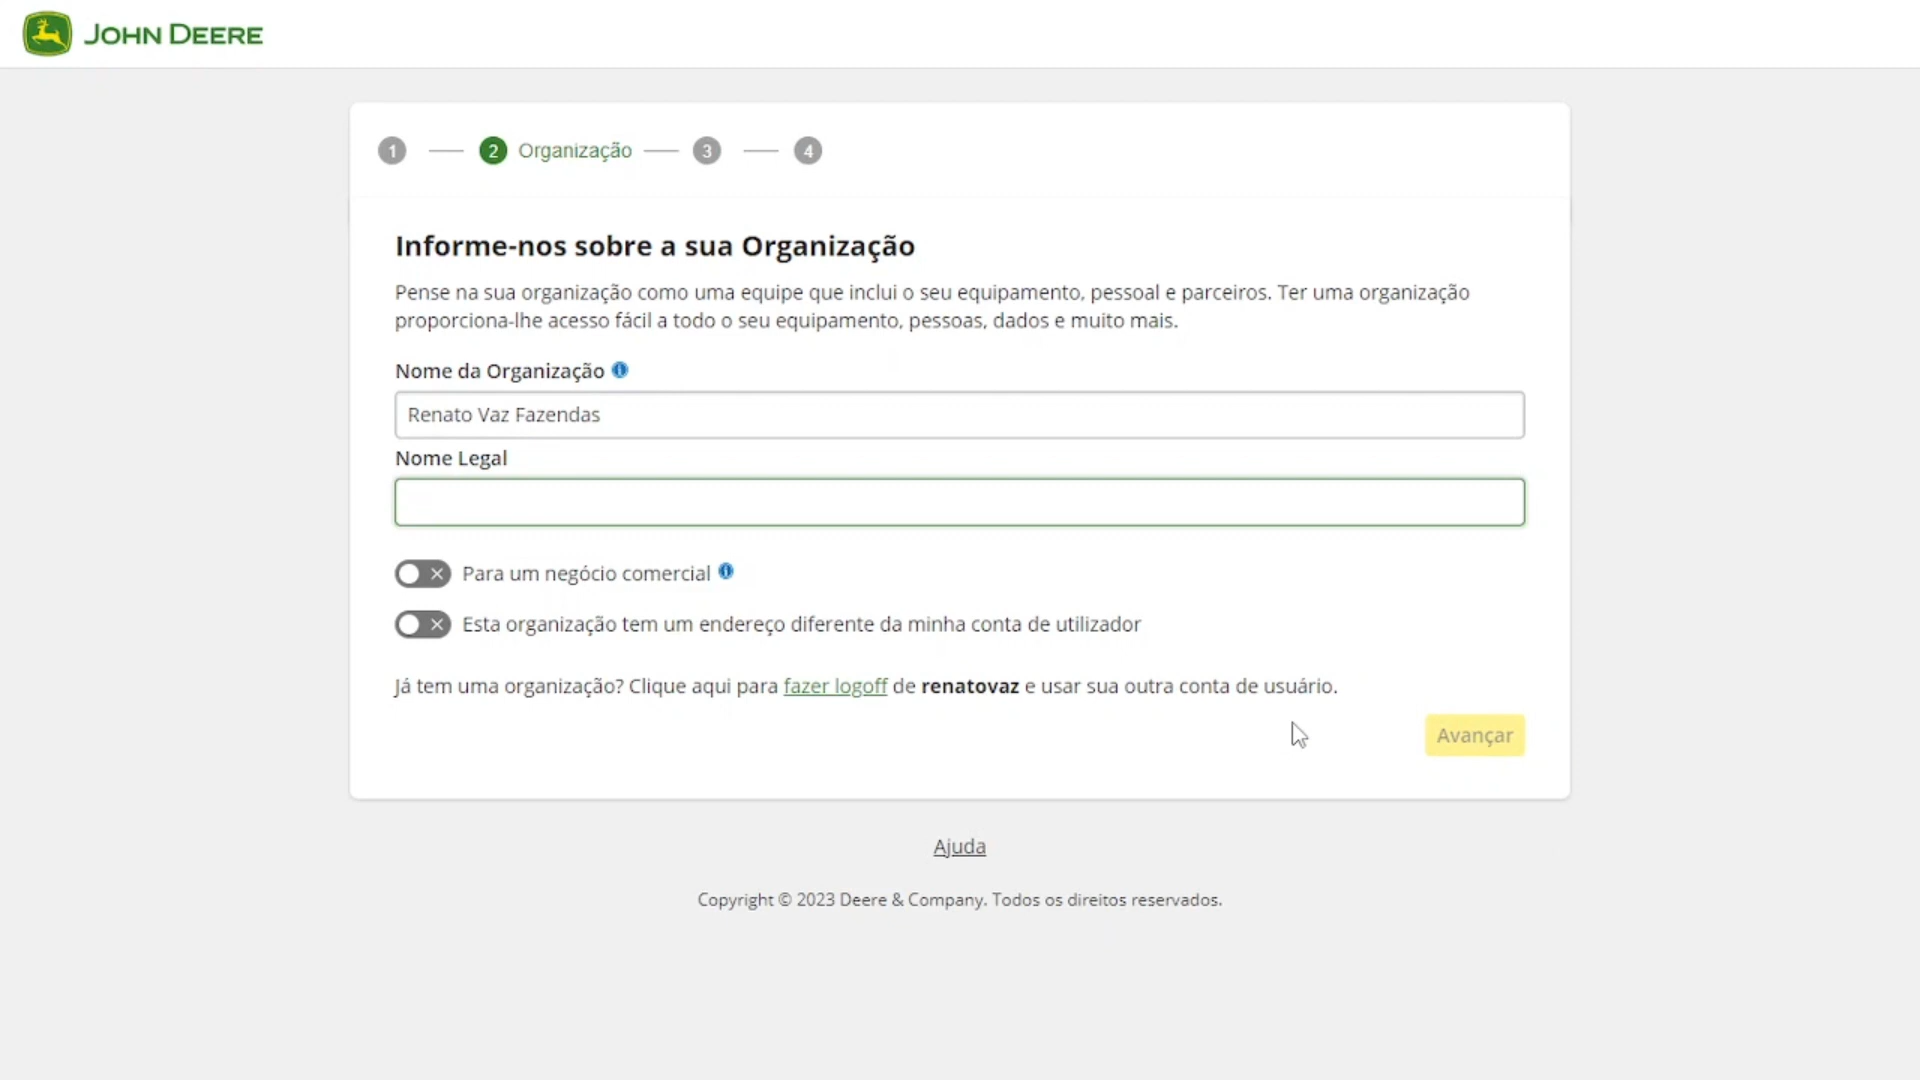 JOHN DEERE
1 2 Organização 3 4
Informe-nos sobre a sua Organização
Pense na sua organização como uma equipe que inclui o seu equipamento, pessoal e parceiros. Ter uma organização
proporciona-lhe acesso fácil a todo o seu equipamento, pessoas, dados e muito mais.
Nome da Organização
Renato Vaz Fazendas
Nome Legal
Para um negócio comercial
Esta organização tem um endereço diferente da minha conta de utilizador
Já tem uma organização? Clique aqui para fazer logoff de renatovaz e usar sua outra conta de usuário.
Avançar
Ajuda
Copyright © 2023 Deere & Company. Todos os direitos reservados.